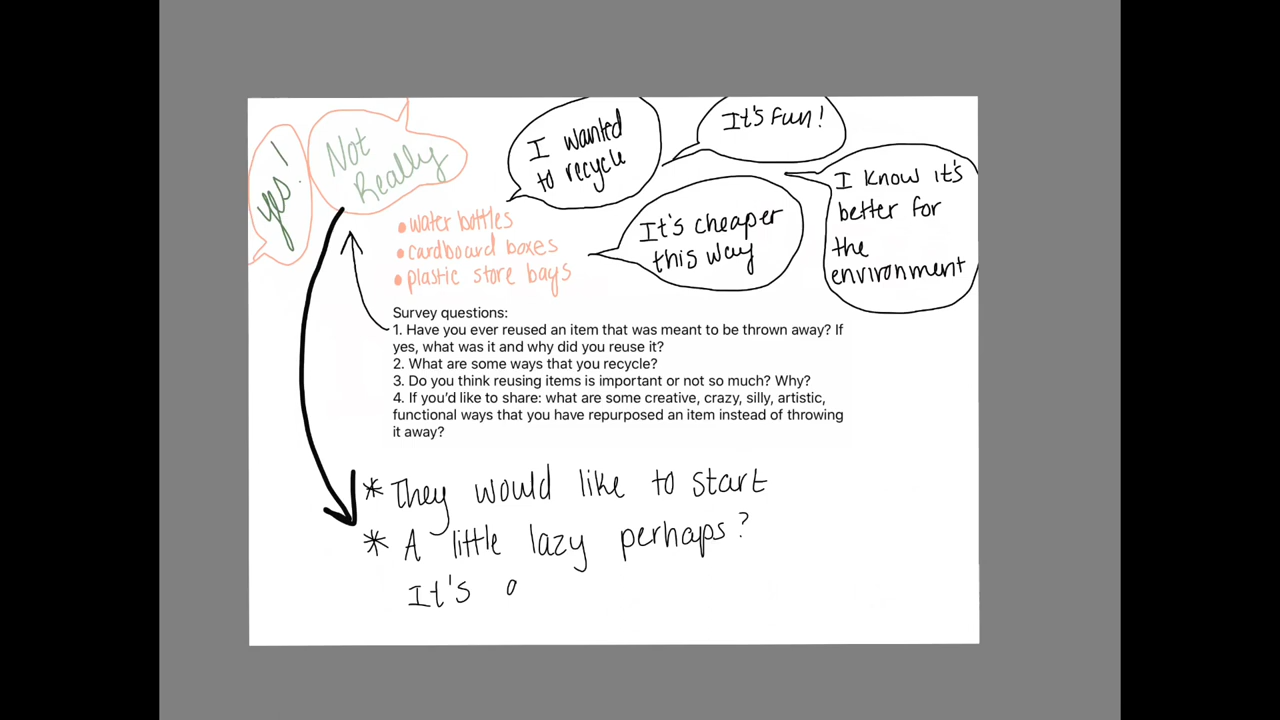 yes!
Not
Really
I wanted
to recycle
It's fun!
It's cheaper
this way
I know it's
better for
the
environment
•water bottles
•cardboard boxes
•plastic store bags
Survey questions:
1. Have you ever reused an item that was meant to be thrown away? If
yes, what was it and why did you reuse it?
2. What are some ways that you recycle?
3. Do you think reusing items is important or not so much? Why?
4. If you'd like to share: what are some creative, crazy, silly, artistic,
functional ways that you have repurposed an item instead of throwing
it away?
* They would like to start
* A little lazy perhaps?
It's o